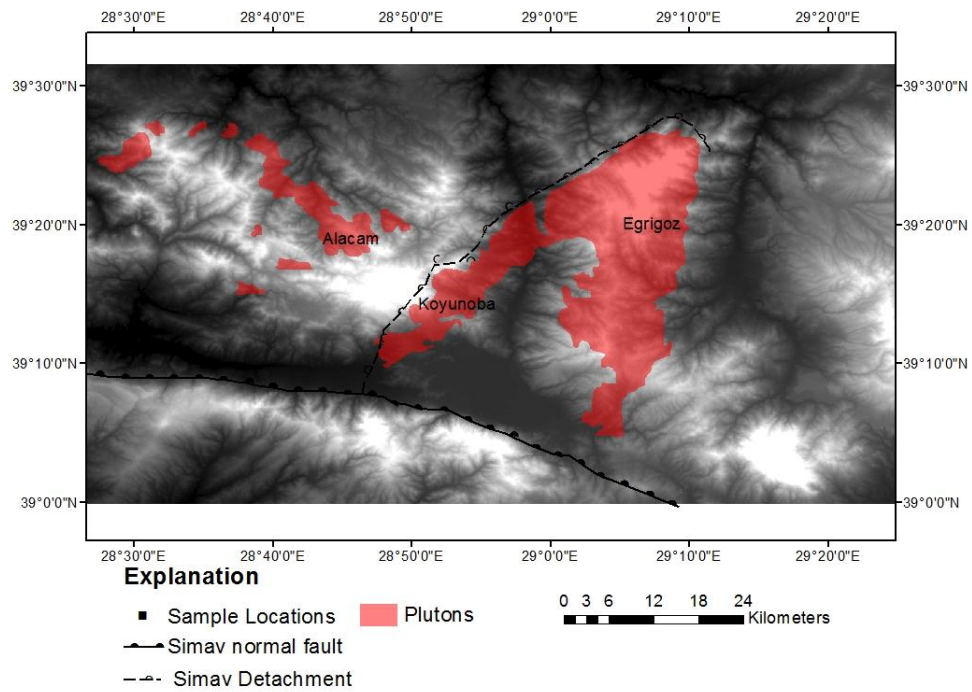 28°30'0"E 28°40'0"E 28°50'0"E 29°0'0"E 29°10'0"E 29°20'0"E
39°30'0"N 39°30'0"N
39°20'0"N 39°20'0"N
Egrigoz
Alacam
Koyunoba
39°10'0"N 39°10'0"N
39°0'0"N 39°0'0"N
28°30'0"E 28°40'0"E 28°50'0"E 29°0'0"E 29°10'0"E 29°20'0"E
Explanation
Sample Locations Plutons
0 3 6 12 18 24
Kilometers
Simav normal fault
Simav Detachment